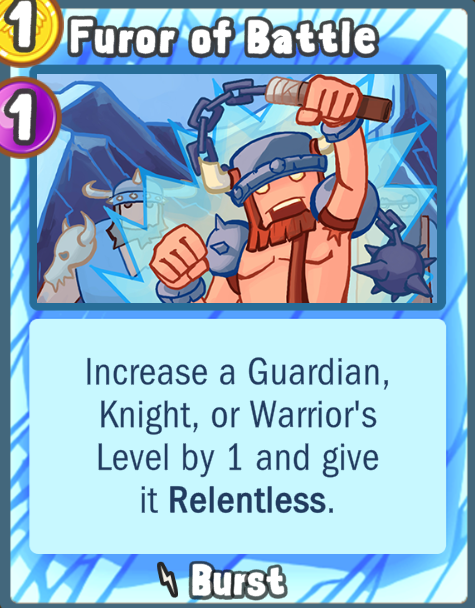 1
Furor of Battle
1
Increase a Guardian,
Knight, or Warrior's
Level by 1 and give
it Relentless.
Burst